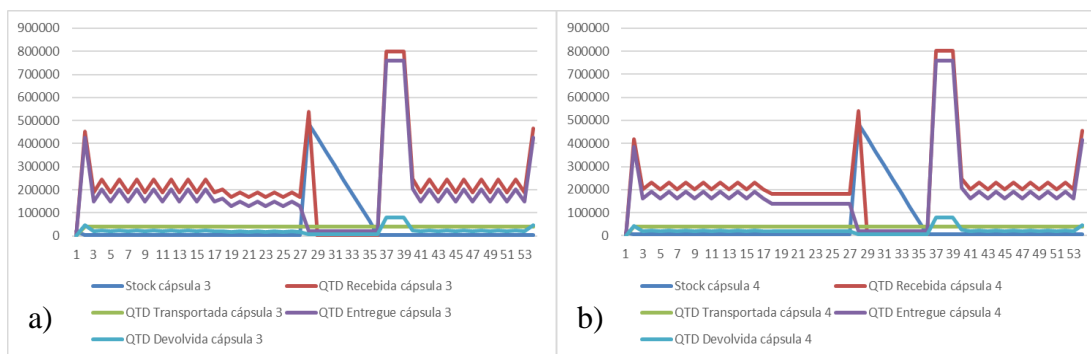 900000
800000
700000
600000
500000
400000
300000
200000
100000
0
1 3 5 7 9 11 13 15 17 19 21 23 25 27 29 31 33 35 37 39 41 43 45 47 49 51 53
Stock cápsula 3 QTD Recebida cápsula 3
QTD Transportada cápsula 3 QTD Entregue cápsula 3
QTD Devolvida cápsula 3
a)
900000
800000
700000
600000
500000
400000
300000
200000
100000
0
1 3 5 7 9 11 13 15 17 19 21 23 25 27 29 31 33 35 37 39 41 43 45 47 49 51 53
Stock cápsula 4 QTD Recebida cápsula 4
QTD Transportada cápsula 4 QTD Entregue cápsula 4
QTD Devolvida cápsula 4
b)